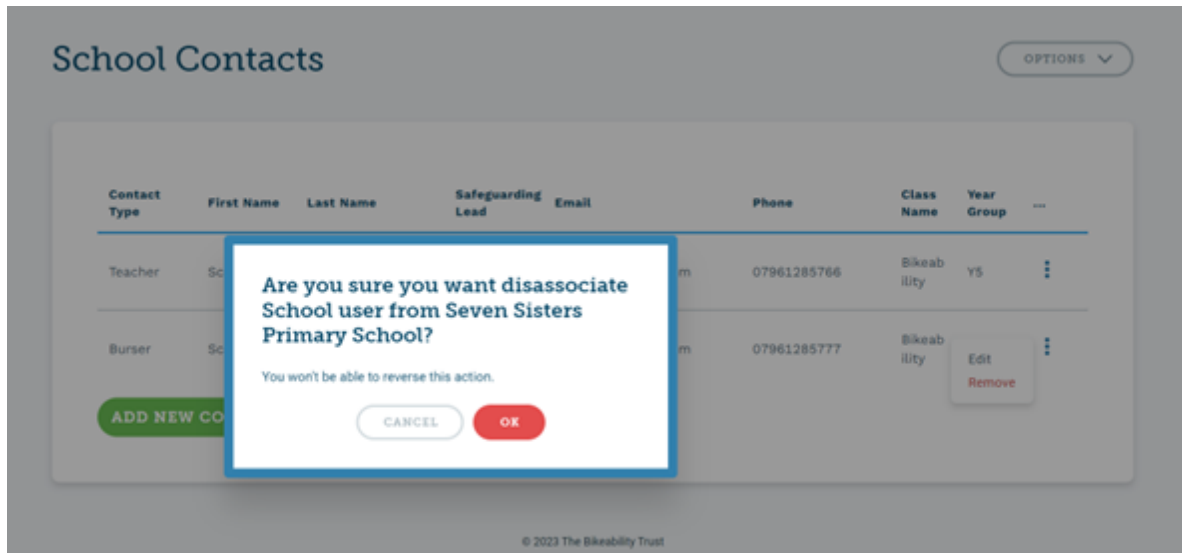 School Contacts
OPTIONS
Contact Type First Name Last Name Safeguarding Lead Email Phone Class Name Year Group ...
Teacher Sc m 07961285766 Bikeab ility Y5
Are you sure you want disassociate
School user from Seven Sisters
Primary School?
You won't be able to reverse this action.
CANCEL OK
Burser Sc m 07961285777 Bikeab ility
Edit
Remove
ADD NEW CO
© 2023 The Bikeability Trust